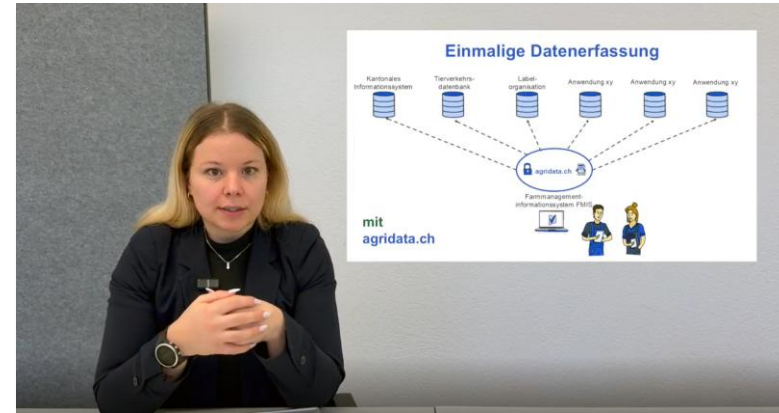 Einmalige Datenerfassung
Kantonales
Informationssystem
Tierverkehrs-
datenbank
Label-
organisation
Anwendung xy
Anwendung xy
Anwendung xy
agridata.ch
Farmmanagement-
informationssystem FMIS
mit
agridata.ch